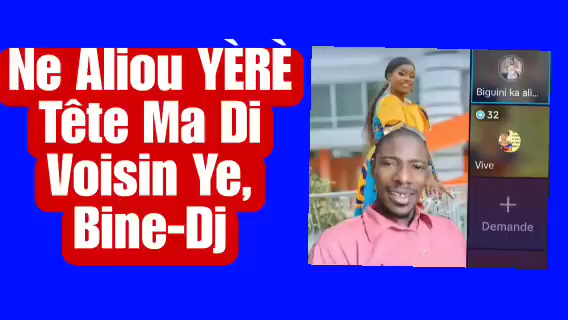 Ne Aliou YÈRÈ
Tête Ma Di
Voisin Ye,
Bine-Dj
Biguini ka ali...
32
Vive
+
Demande